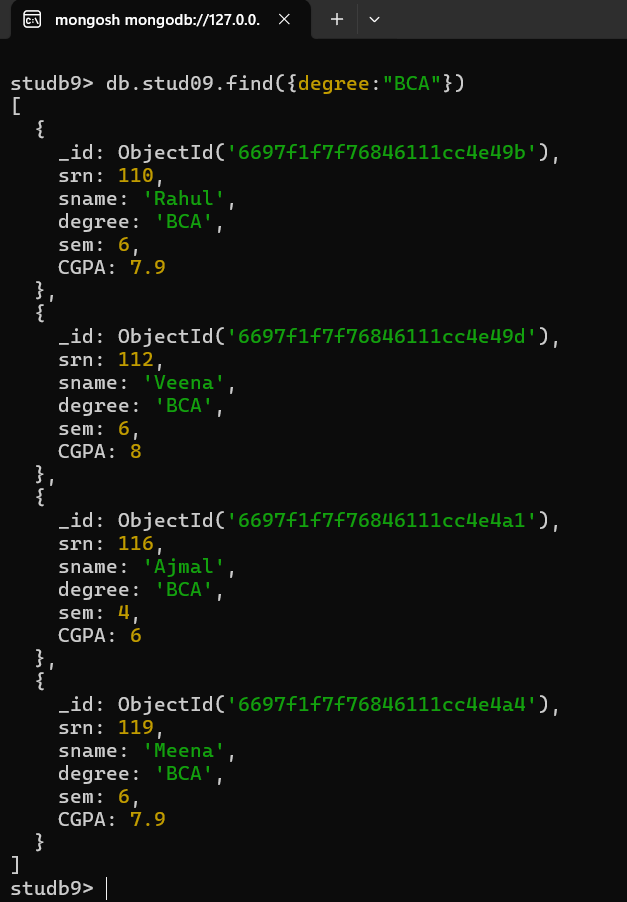 mongosh mongodb://127.0.0.
studb9> db.stud09.find({degree:"BCA"})
[
  {
    _id: ObjectId('6697f1f7f76846111cc4e49b'),
    srn: 110,
    sname: 'Rahul',
    degree: 'BCA',
    sem: 6,
    CGPA: 7.9
  },
  {
    _id: ObjectId('6697f1f7f76846111cc4e49d'),
    srn: 112,
    sname: 'Veena',
    degree: 'BCA',
    sem: 6,
    CGPA: 8
  },
  {
    _id: ObjectId('6697f1f7f76846111cc4e4a1'),
    srn: 116,
    sname: 'Ajmal',
    degree: 'BCA',
    sem: 4,
    CGPA: 6
  },
  {
    _id: ObjectId('6697f1f7f76846111cc4e4a4'),
    srn: 119,
    sname: 'Meena',
    degree: 'BCA',
    sem: 6,
    CGPA: 7.9
  }
]
studb9>